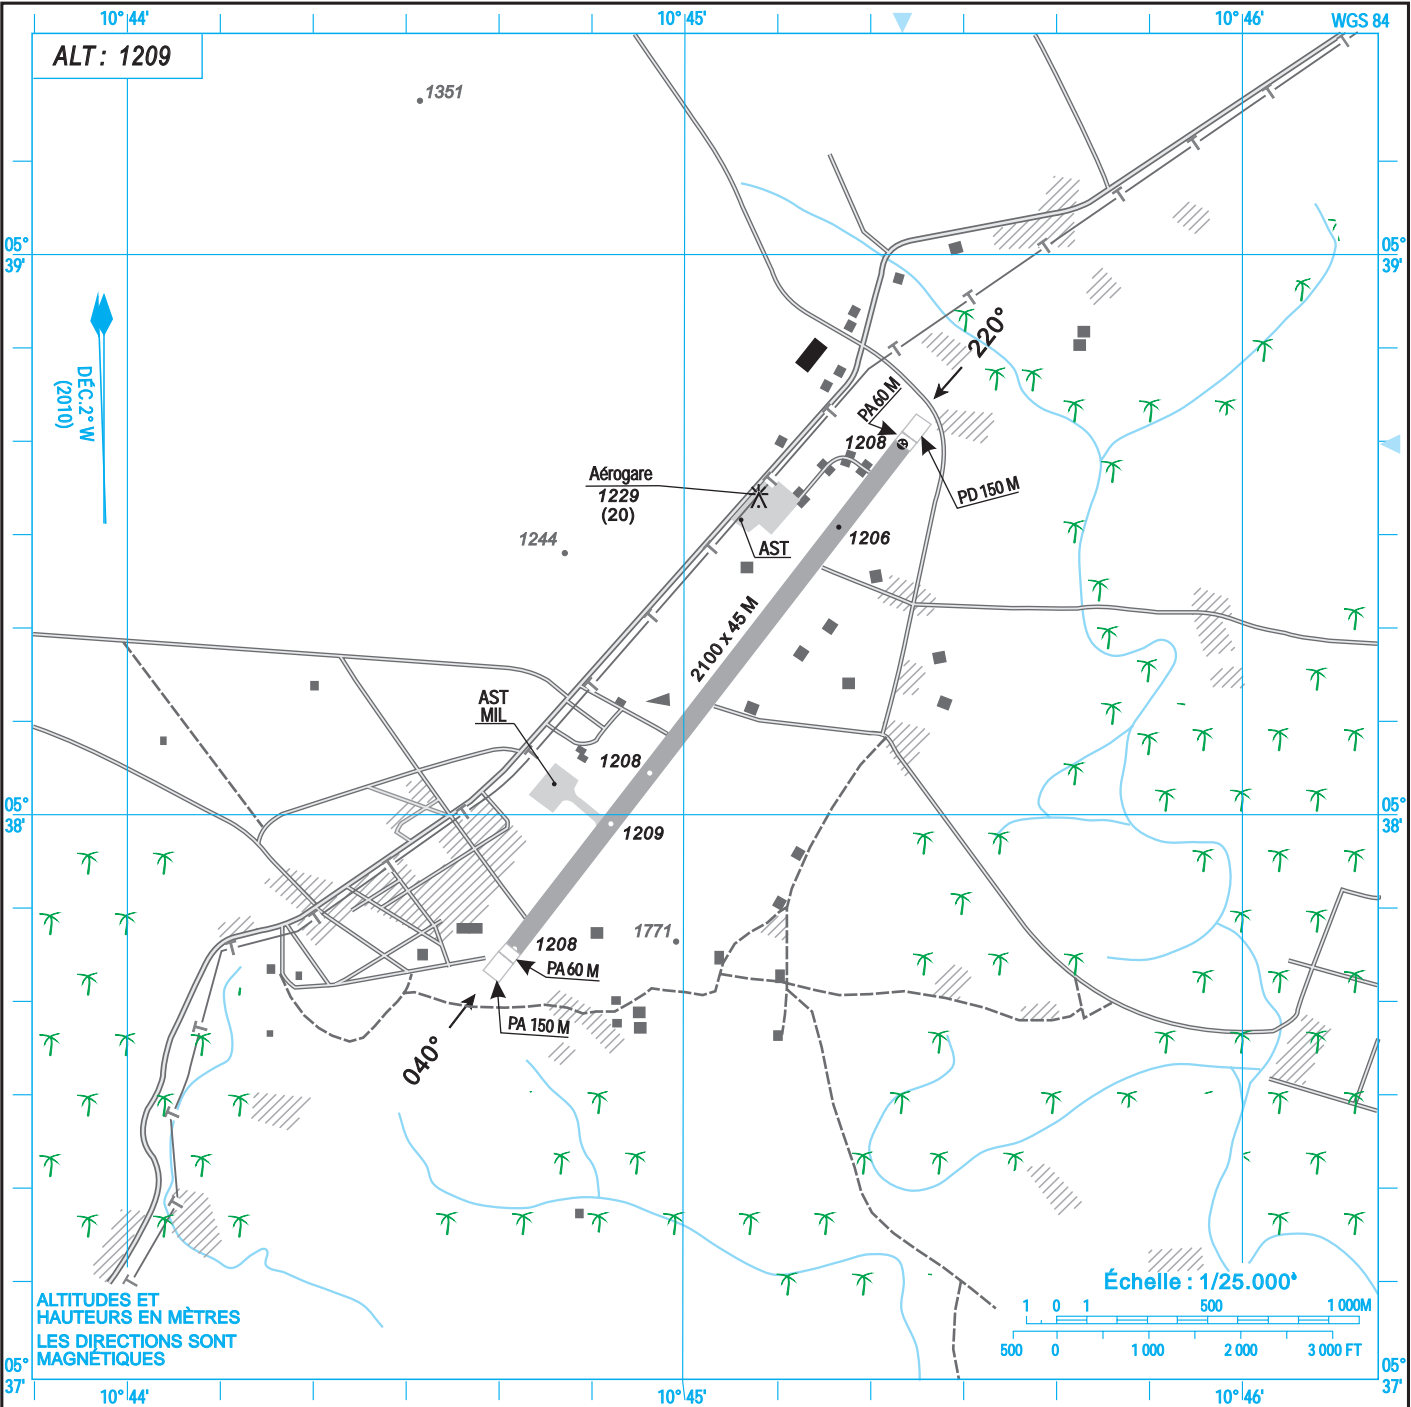 10° 44'
10° 45'
10° 46'
WGS 84
ALT : 1209
1351
05°
39'
05°
39'
220°
DÉC.2° W
(2010)
PA 60 M
1208
PD 150 M
Aérogare
1229
(20)
1206
1244
AST
2100 x 45 M
AST
MIL
1208
05°
38'
05°
38'
1209
1771
1208
PA 60 M
PA 150 M
040°
Échelle : 1/25.000è
ALTITUDES ET
HAUTEURS EN MÈTRES
LES DIRECTIONS SONT
MAGNÉTIQUES
1 0 1 500 1 000M
500 0 1 000 2 000 3 000 FT
05°
37'
05°
37'
10° 44'
10° 45'
10° 46'